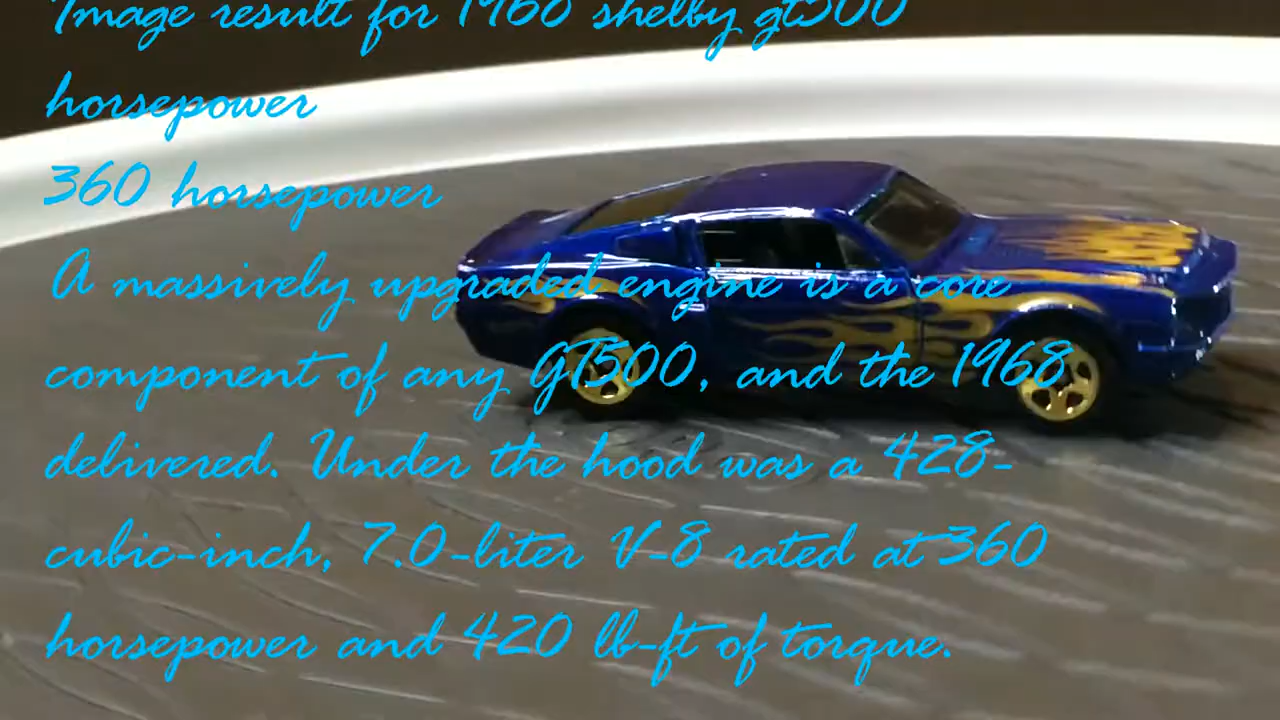 Image result for 1960 shelby gt500
horsepower
360 horsepower
A massively upgraded engine is a core
component of any GT500, and the 1968
delivered. Under the hood was a 428-
cubic-inch, 7.0-liter V-8 rated at 360
horsepower and 420 lb-ft of torque.